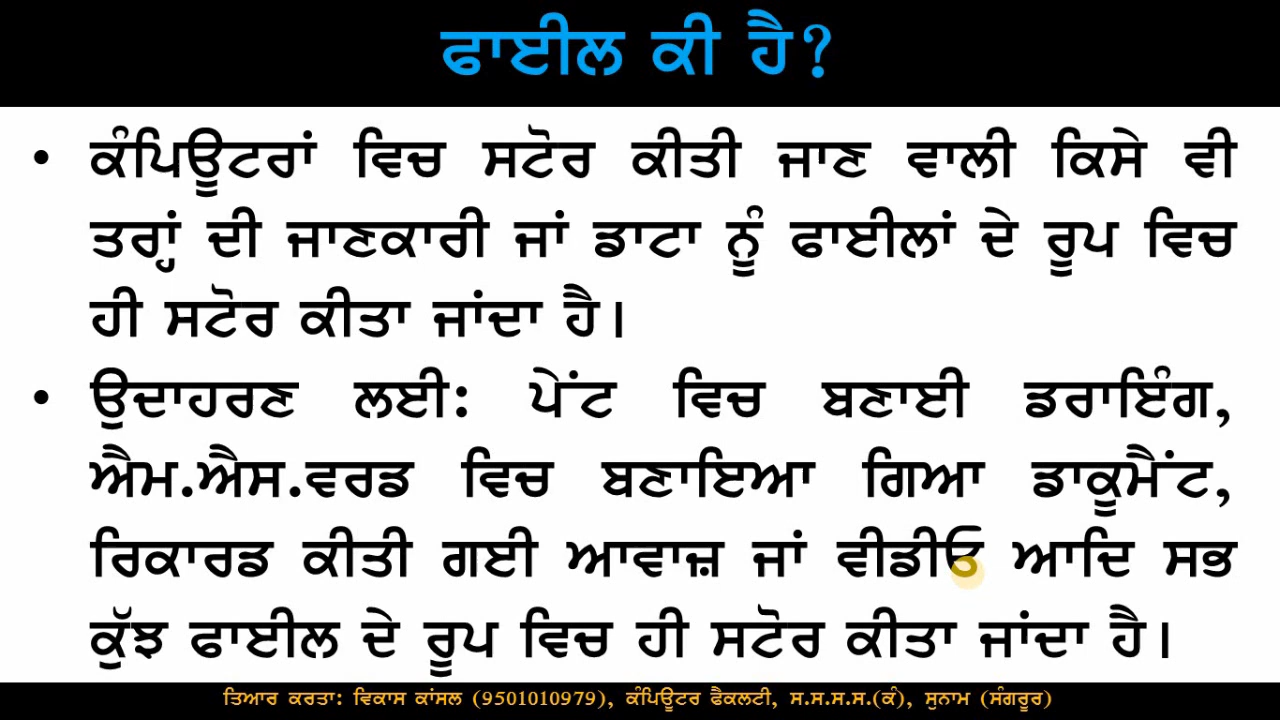 ਫਾਈਲ ਕੀ ਹੈ?
• ਕੰਪਿਊਟਰਾਂ ਵਿਚ ਸਟੋਰ ਕੀਤੀ ਜਾਣ ਵਾਲੀ ਕਿਸੇ ਵੀ
ਤਰ੍ਹਾਂ ਦੀ ਜਾਣਕਾਰੀ ਜਾਂ ਡਾਟਾ ਨੂੰ ਫਾਈਲਾਂ ਦੇ ਰੂਪ ਵਿਚ
ਹੀ ਸਟੋਰ ਕੀਤਾ ਜਾਂਦਾ ਹੈ।
• ਉਦਾਹਰਣ ਲਈ: ਪੇਂਟ ਵਿਚ ਬਣਾਈ ਡਰਾਇੰਗ,
ਐਮ.ਐਸ.ਵਰਡ ਵਿਚ ਬਣਾਇਆ ਗਿਆ ਡਾਕੂਮੈਂਟ,
ਰਿਕਾਰਡ ਕੀਤੀ ਗਈ ਆਵਾਜ਼ ਜਾਂ ਵੀਡੀਓ ਆਦਿ ਸਭ
ਕੁੱਝ ਫਾਈਲ ਦੇ ਰੂਪ ਵਿਚ ਹੀ ਸਟੋਰ ਕੀਤਾ ਜਾਂਦਾ ਹੈ।
ਤਿਆਰ ਕਰਤਾ: ਵਿਕਾਸ ਕਾਂਸਲ (9501010979), ਕੰਪਿਊਟਰ ਫੈਕਲਟੀ, ਸ.ਸ.ਸ.ਸ.(ਕੰ), ਸੁਨਾਮ (ਸੰਗਰੂਰ)